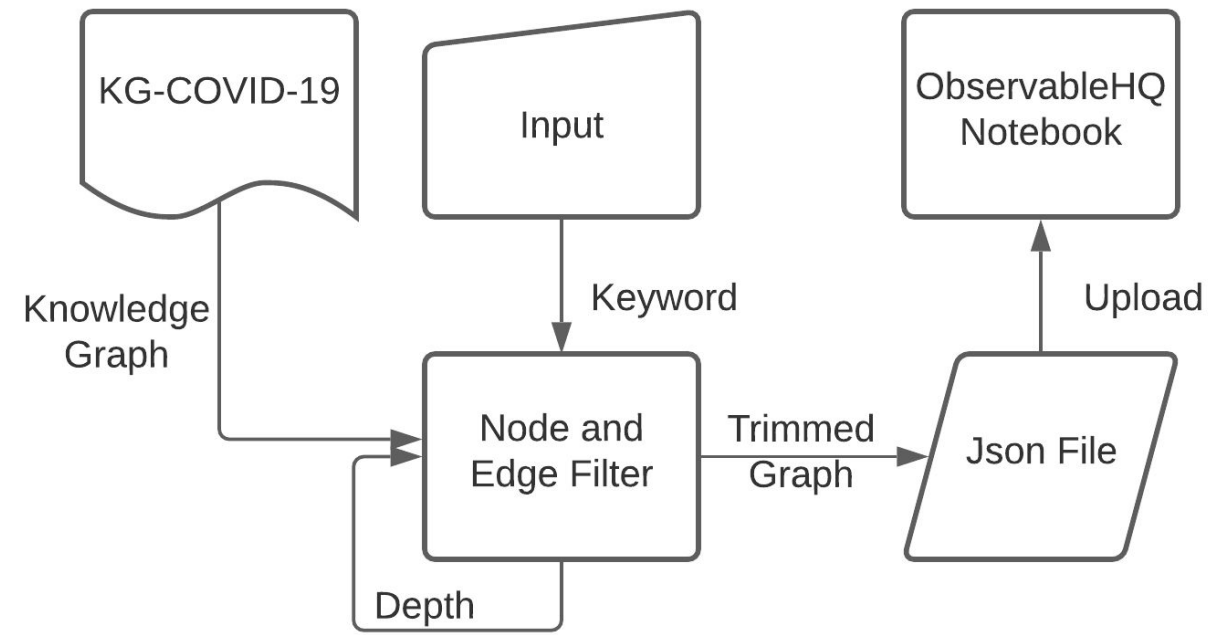 KG-COVID-19
Input
ObservableHQ
Notebook
Knowledge
Graph
Keyword
Upload
Node and
Edge Filter
Trimmed
Graph
Json File
Depth